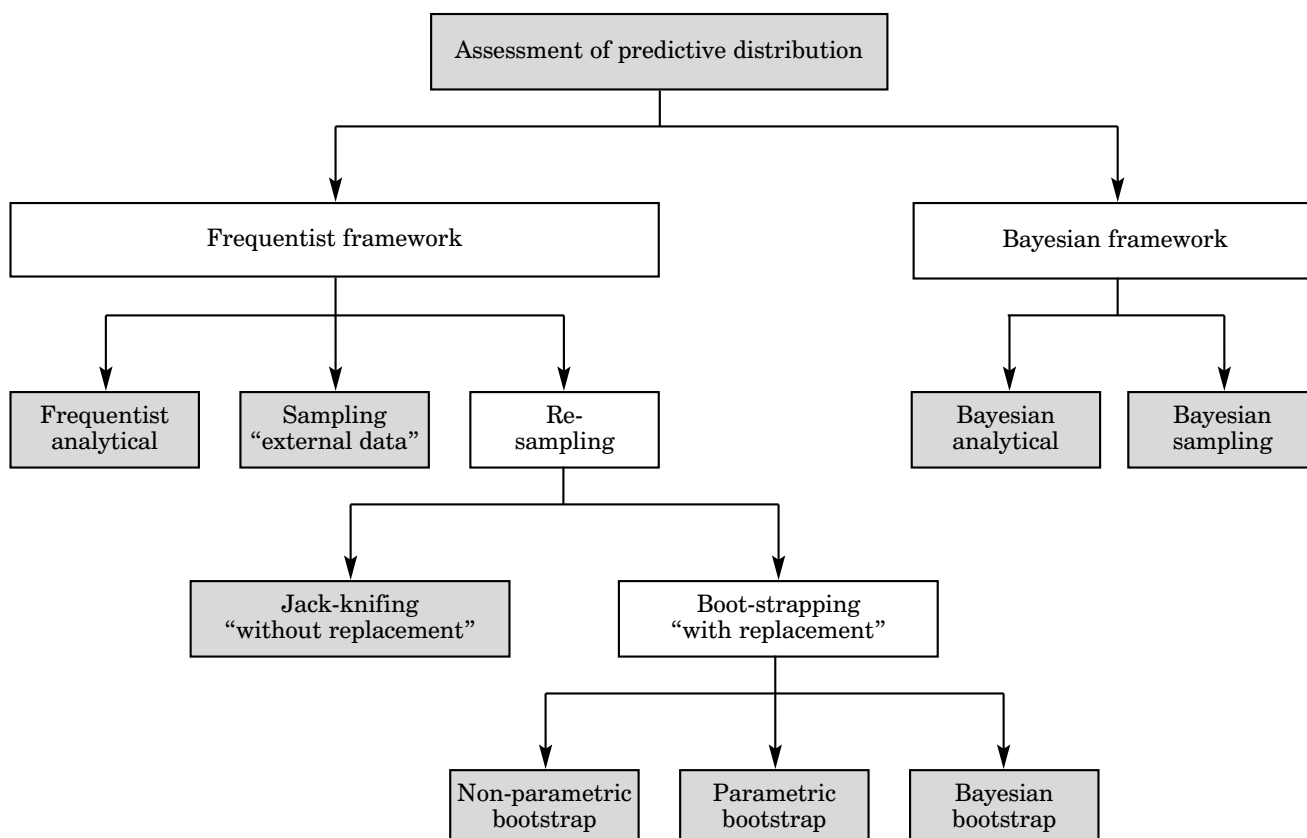 Assessment of predictive distribution
Frequentist framework
Bayesian framework
Frequentist
analytical
Sampling
“external data”
Re-
sampling
Bayesian
analytical
Bayesian
sampling
Jack-knifing
“without replacement”
Boot-strapping
“with replacement”
Non-parametric
bootstrap
Parametric
bootstrap
Bayesian
bootstrap